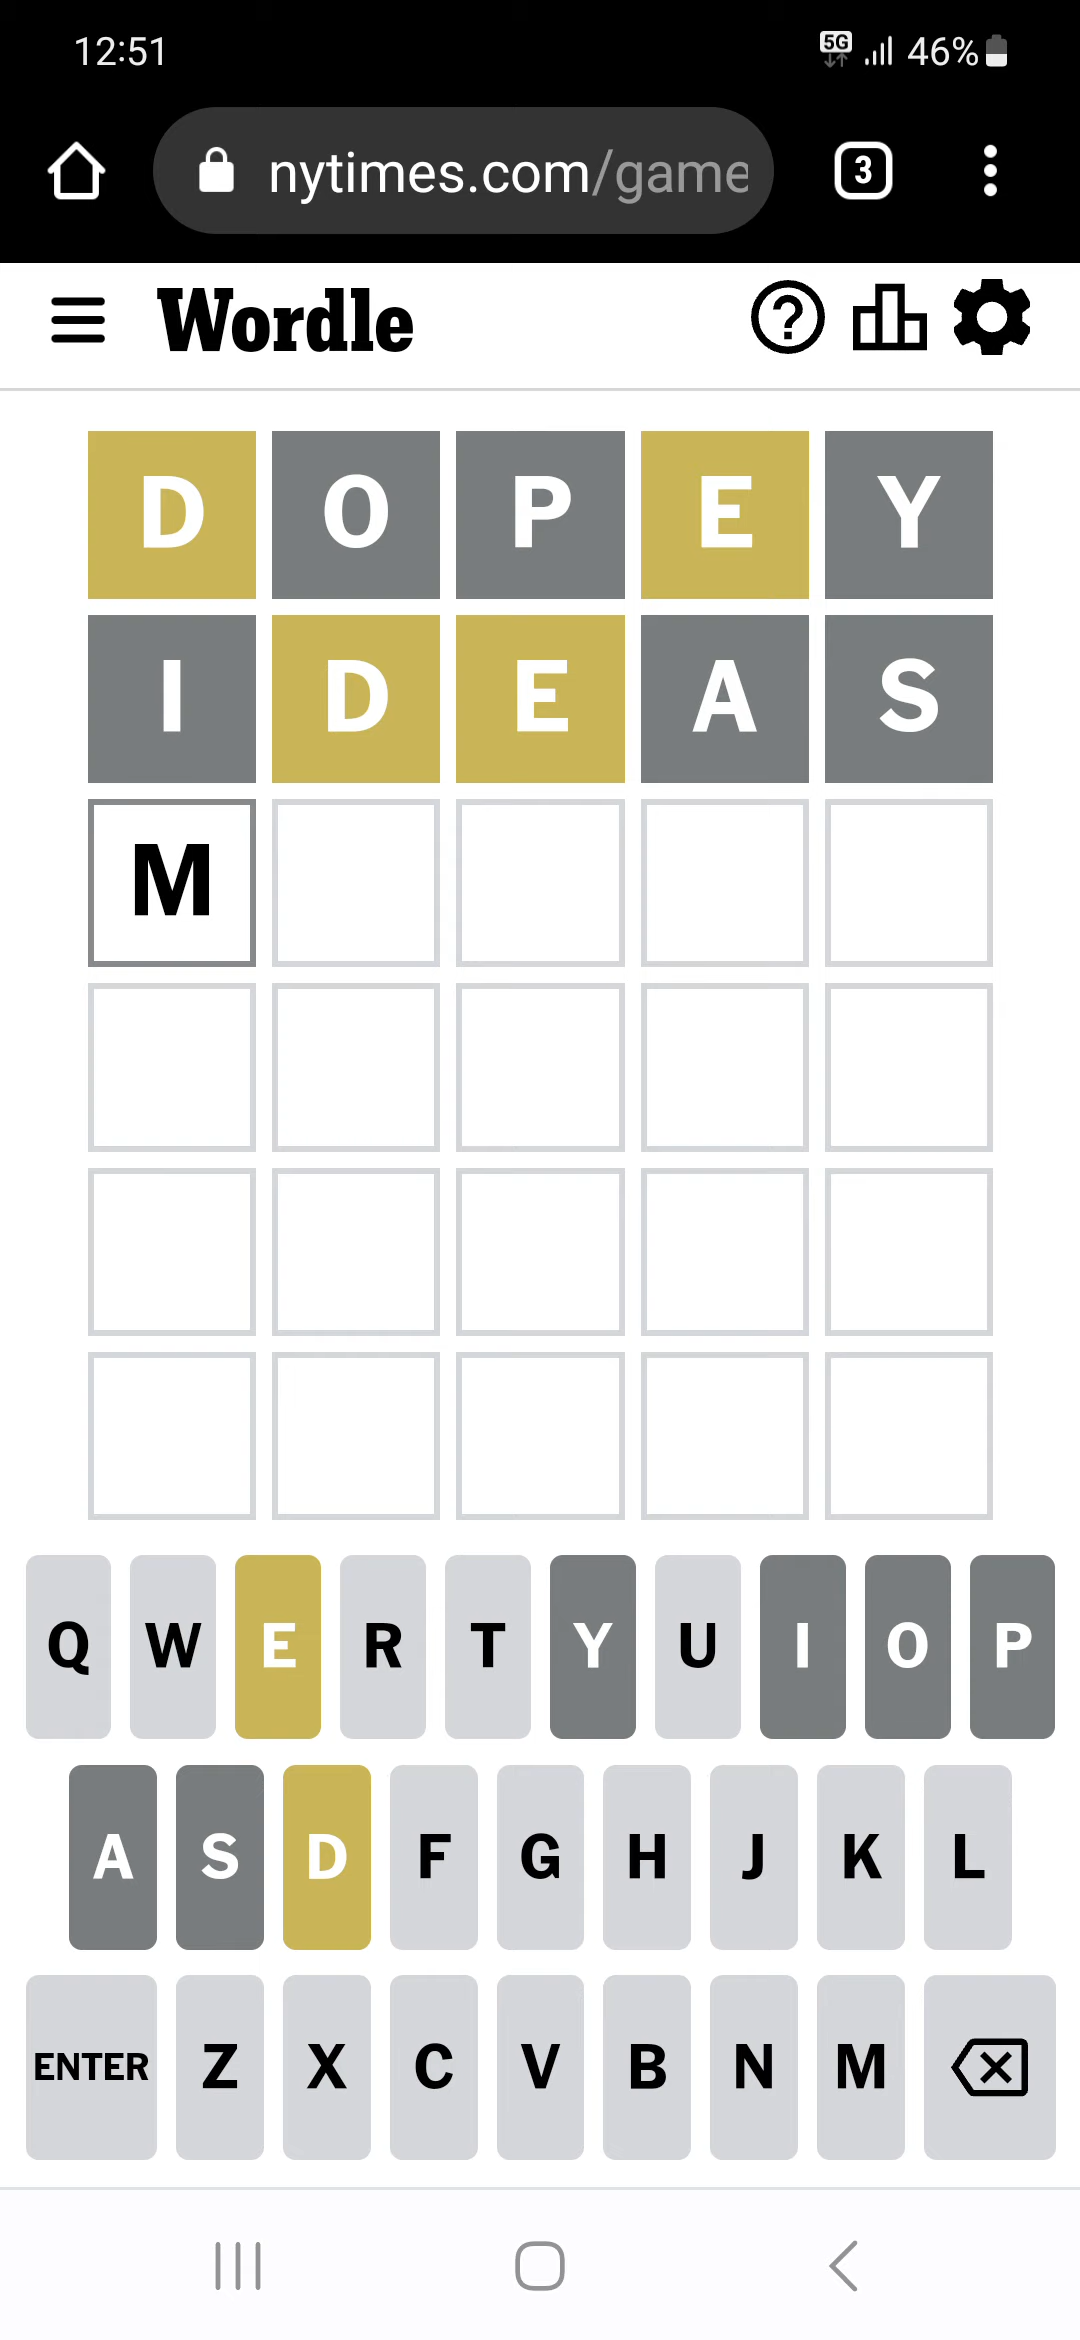 12:51 5G 46%
nytimes.com/game 3
Wordle ?
D O P E Y
I D E A S
M
Q W E R T Y U I O P
A S D F G H J K L
ENTER Z X C V B N M